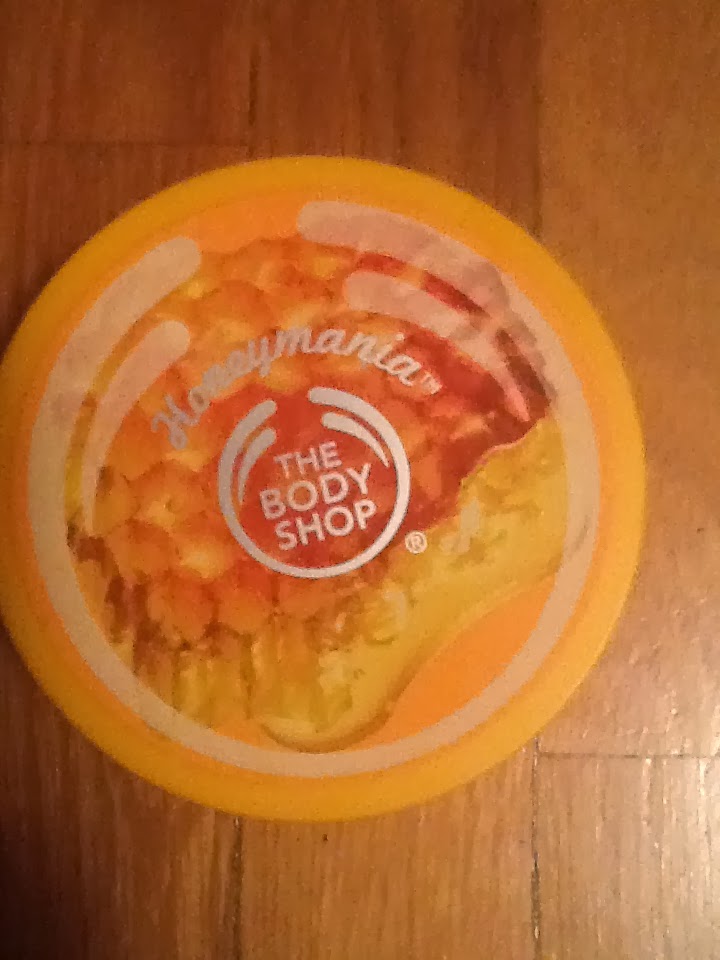 Honeymania™
THE
BODY
SHOP
®